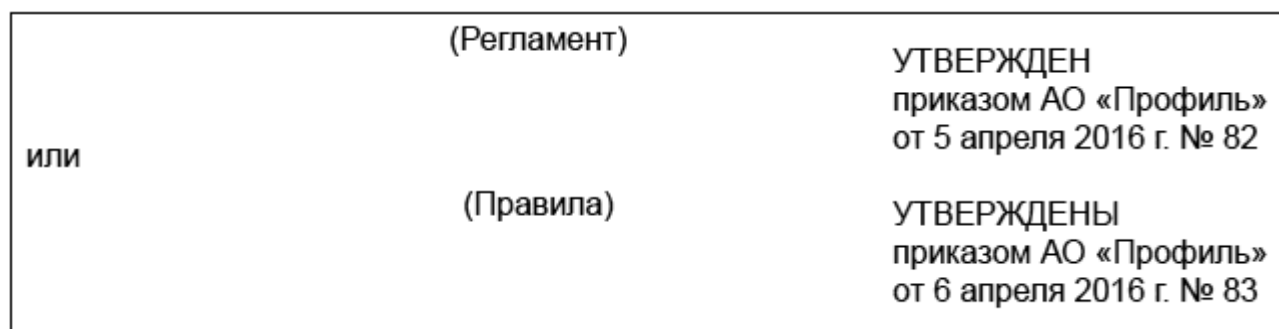 (Регламент)
УТВЕРЖДЕН
приказом АО «Профиль»
от 5 апреля 2016 г. № 82
или
(Правила)
УТВЕРЖДЕНЫ
приказом АО «Профиль»
от 6 апреля 2016 г. № 83